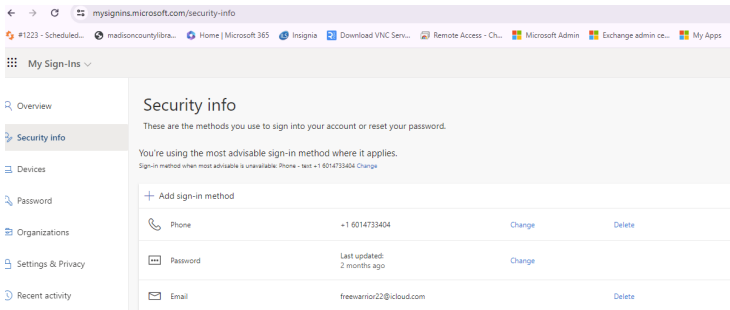 mysignins.microsoft.com/security-info
#1223 - Scheduled... madisoncountylibra... Home | Microsoft 365 Insignia Download VNC Serv... Remote Access - Ch... Microsoft Admin Exchange admin ce... My Apps
My Sign-Ins
Overview
Security info
Devices
Password
Organizations
Settings & Privacy
Recent activity
Security info
These are the methods you use to sign into your account or reset your password.
You're using the most advisable sign-in method where it applies.
Sign-in method when most advisable is unavailable: Phone - text +1 6014733404 Change
+ Add sign-in method
Phone +1 6014733404 Change Delete
Password Last updated:
2 months ago Change
Email freewarrior22@icloud.com Delete